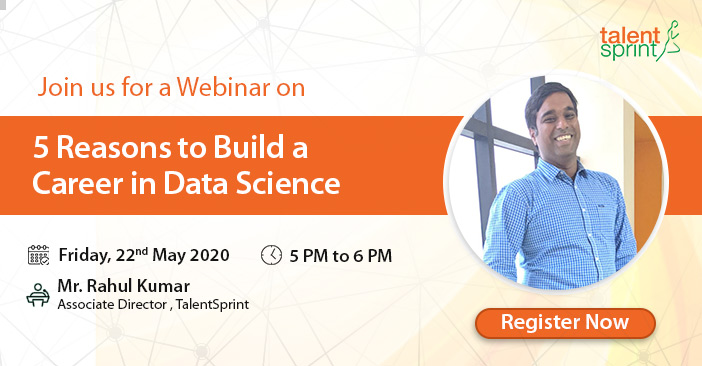 talent
sprint
Join us for a Webinar on
5 Reasons to Build a
Career in Data Science
Friday, 22nd May 2020
5 PM to 6 PM
Mr. Rahul Kumar
Associate Director , TalentSprint
Register Now